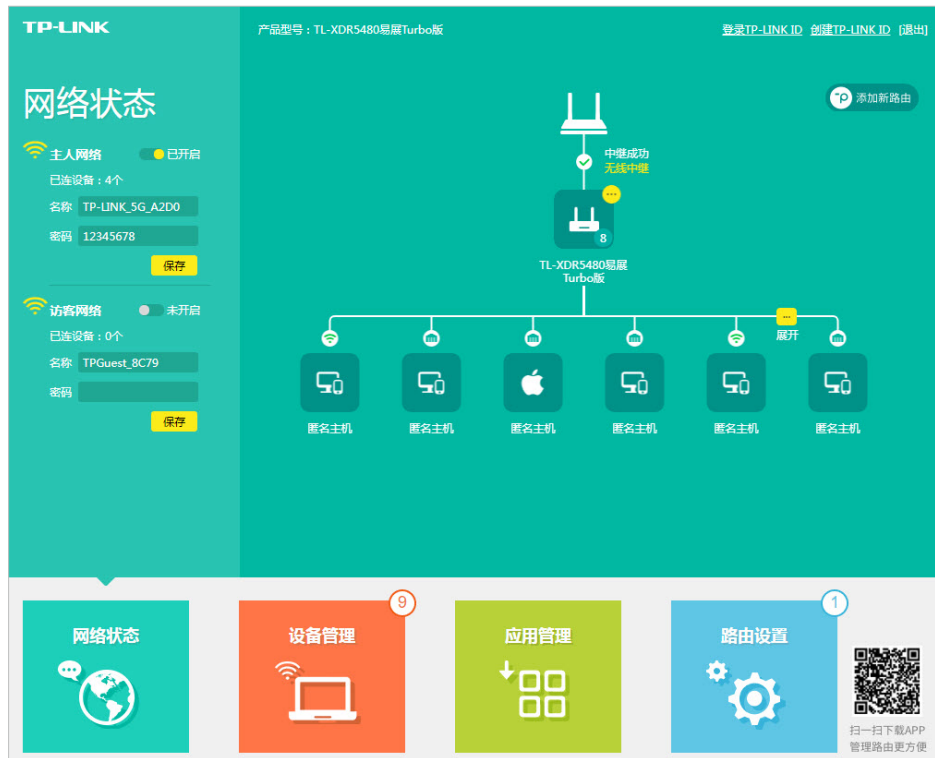 TP-LINK
产品型号：TL-XDR5480易展Turbo版
登录TP-LINK ID 创建TP-LINK ID [退出]
网络状态
添加新路由
主人网络 已开启
已连设备：4个
名称 TP-LINK_5G_A2D0
密码 12345678
保存
访客网络 未开启
已连设备：0个
名称 TPGuest_8C79
密码
保存
中继成功
无线中继
8
TL-XDR5480易展
Turbo版
展开
匿名主机 匿名主机 匿名主机 匿名主机 匿名主机 匿名主机
网络状态
9
设备管理
应用管理
1
路由设置
扫一扫下载APP
管理路由更方便